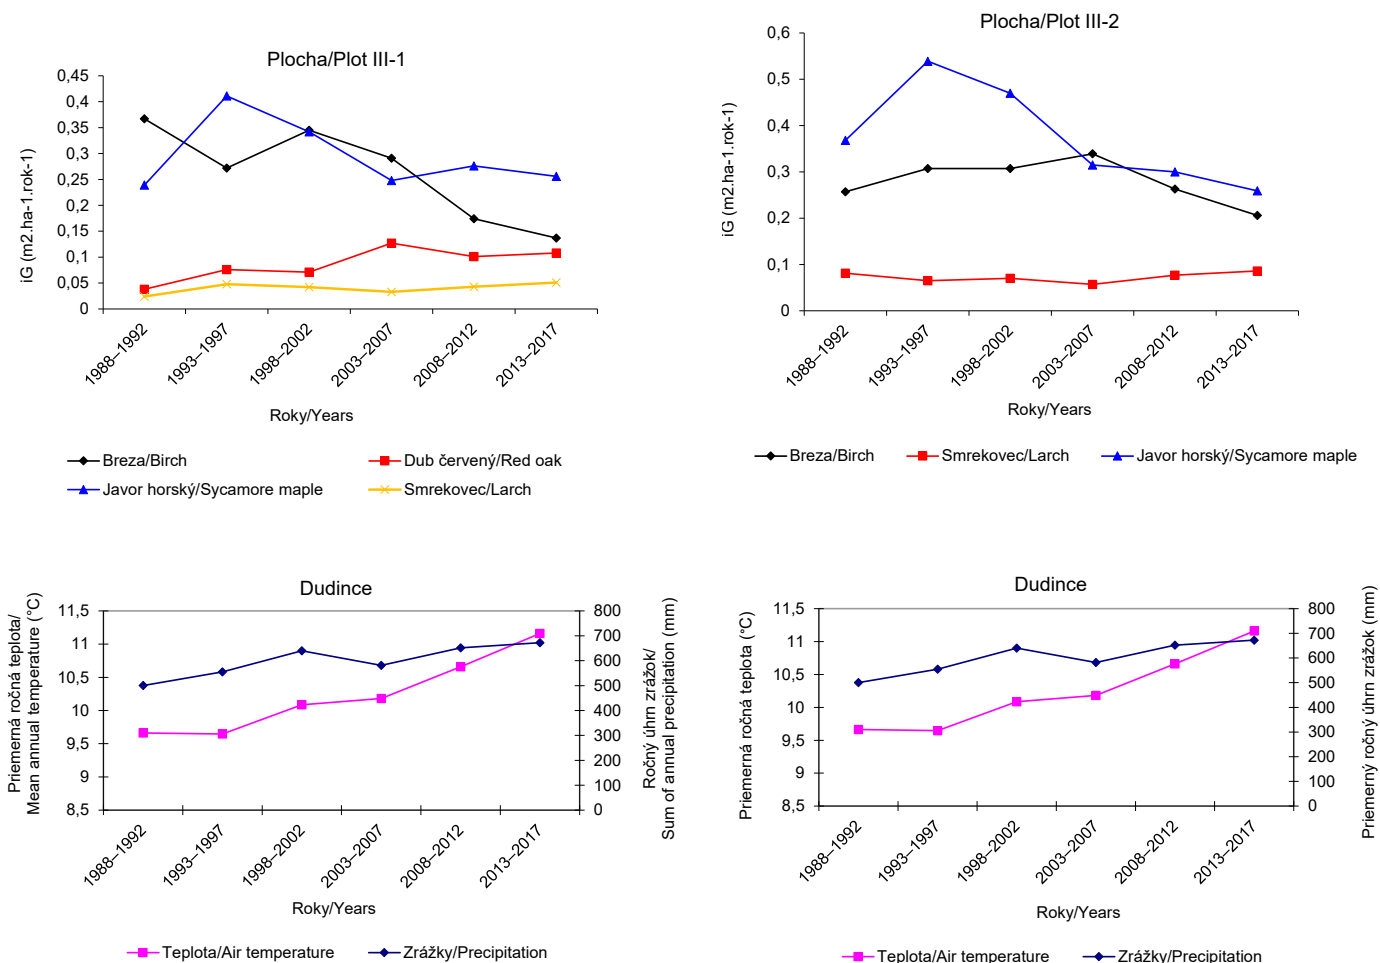 Plocha/Plot III-1
0,45
0,4
0,35
0,3
0,25
0,2
0,15
0,1
0,05
0
iG (m2.ha-1.rok-1)
1988–1992
1993–1997
1998–2002
2003–2007
2008–2012
2013–2017
Roky/Years
Breza/Birch
Dub červený/Red oak
Javor horský/Sycamore maple
Smrekovec/Larch
Plocha/Plot III-2
0,6
0,5
0,4
0,3
0,2
0,1
0
iG (m2.ha-1.rok-1)
1988–1992
1993–1997
1998–2002
2003–2007
2008–2012
2013–2017
Roky/Years
Breza/Birch
Smrekovec/Larch
Javor horský/Sycamore maple
Dudince
Priemerná ročná teplota/
Mean annual temperature (°C)
11,5
11
10,5
10
9,5
9
8,5
800
700
600
500
400
300
200
100
0
Ročný úhrn zrážok/
Sum of annual precipitation (mm)
1988–1992
1993–1997
1998–2002
2003–2007
2008–2012
2013–2017
Roky/Years
Teplota/Air temperature
Zrážky/Precipitation
Dudince
Priemerná ročná teplota (°C)
11,5
11
10,5
10
9,5
9
8,5
800
700
600
500
400
300
200
100
0
Priemerný ročný úhrn zrážok (mm)
1988–1992
1993–1997
1998–2002
2003–2007
2008–2012
2013–2017
Roky/Years
Teplota/Air temperature
Zrážky/Precipitation